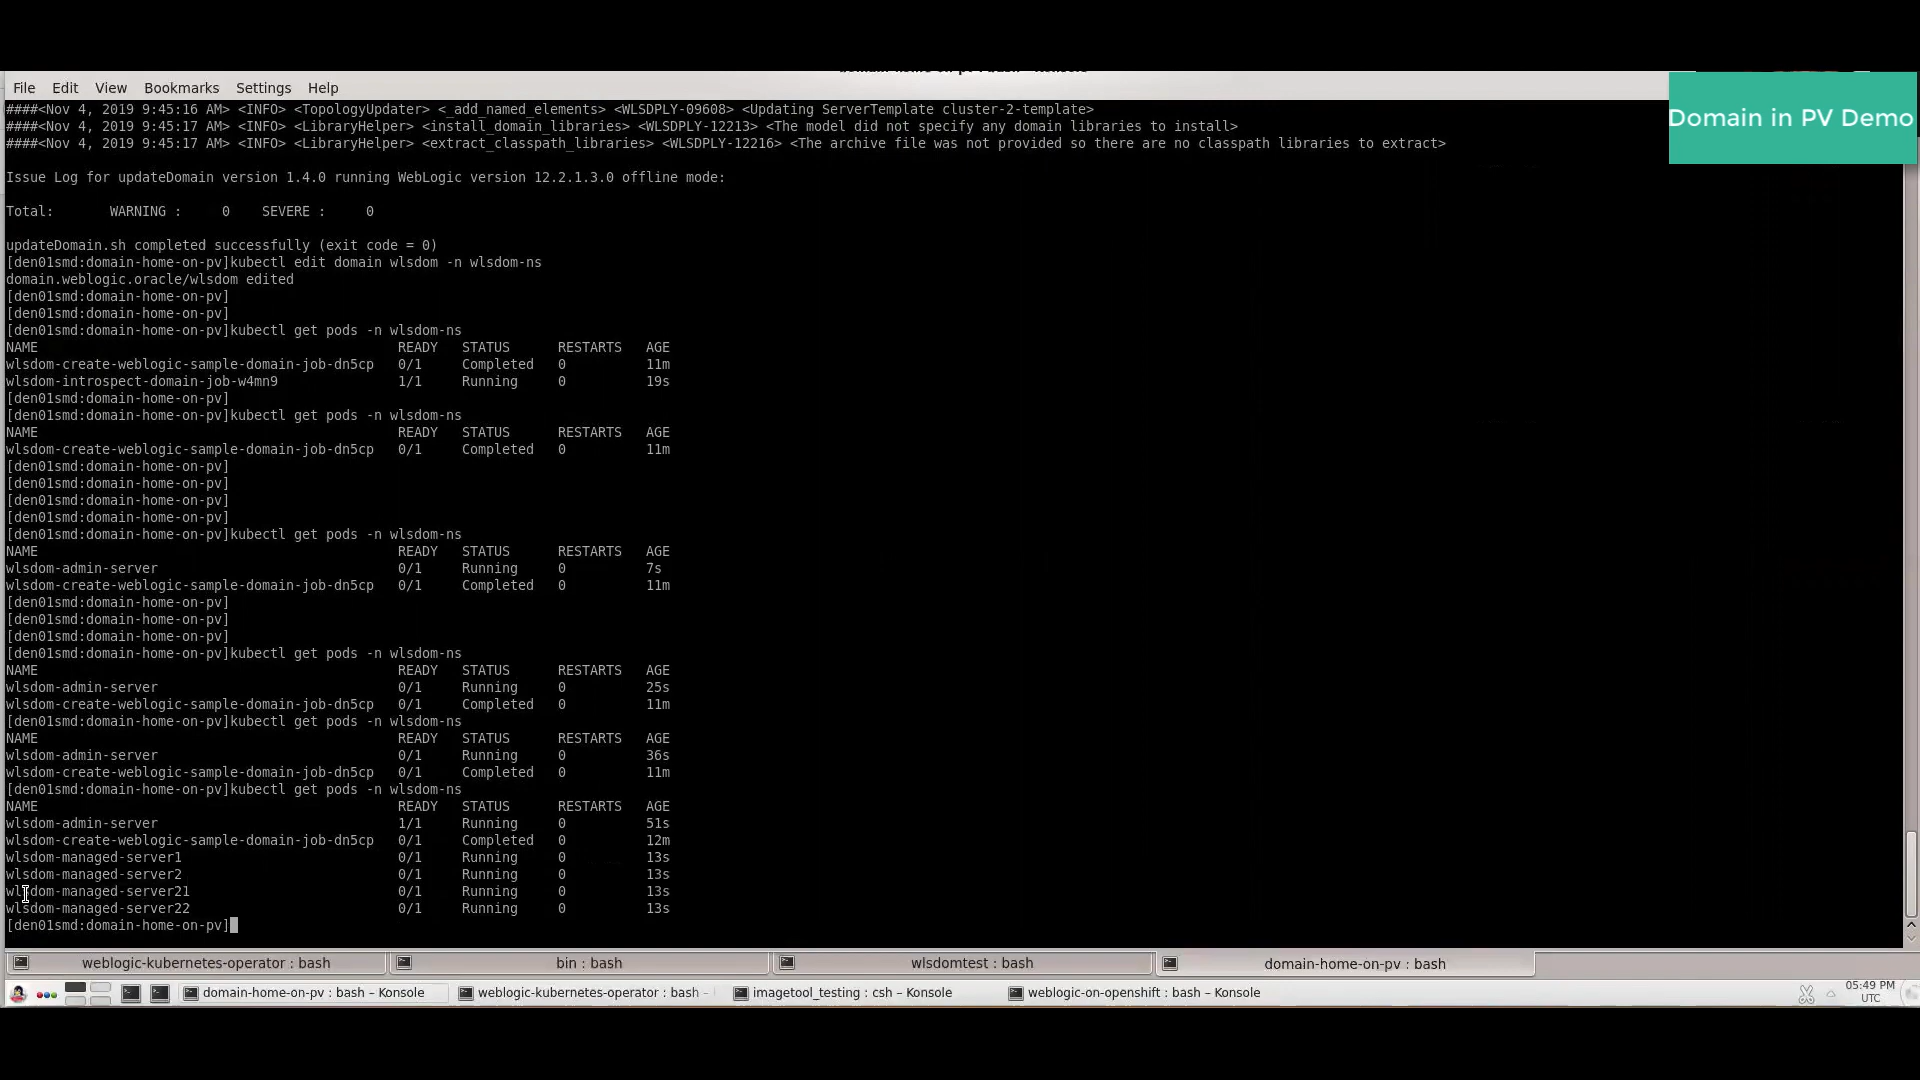 File Edit View Bookmarks Settings Help
Domain in PV Demo
####<Nov 4, 2019 9:45:16 AM> <INFO> <TopologyUpdater> <_add_named_elements> <WLSDPLY-09608> <Updating ServerTemplate cluster-2-template>
####<Nov 4, 2019 9:45:17 AM> <INFO> <LibraryHelper> <install_domain_libraries> <WLSDPLY-12213> <The model did not specify any domain libraries to install>
####<Nov 4, 2019 9:45:17 AM> <INFO> <LibraryHelper> <extract_classpath_libraries> <WLSDPLY-12216> <The archive file was not provided so there are no classpath libraries to extract>
Issue Log for updateDomain version 1.4.0 running WebLogic version 12.2.1.3.0 offline mode:
Total: WARNING : 0 SEVERE : 0
updateDomain.sh completed successfully (exit code = 0)
[den01smd:domain-home-on-pv]kubectl edit domain wlsdom -n wlsdom-ns
domain.weblogic.oracle/wlsdom edited
[den01smd:domain-home-on-pv]
[den01smd:domain-home-on-pv]
[den01smd:domain-home-on-pv]kubectl get pods -n wlsdom-ns
NAME READY STATUS RESTARTS AGE
wlsdom-create-weblogic-sample-domain-job-dn5cp 0/1 Completed 0 11m
wlsdom-introspect-domain-job-w4mn9 1/1 Running 0 19s
[den01smd:domain-home-on-pv]
[den01smd:domain-home-on-pv]kubectl get pods -n wlsdom-ns
NAME READY STATUS RESTARTS AGE
wlsdom-create-weblogic-sample-domain-job-dn5cp 0/1 Completed 0 11m
[den01smd:domain-home-on-pv]
[den01smd:domain-home-on-pv]
[den01smd:domain-home-on-pv]
[den01smd:domain-home-on-pv]
[den01smd:domain-home-on-pv]kubectl get pods -n wlsdom-ns
NAME READY STATUS RESTARTS AGE
wlsdom-admin-server 0/1 Running 0 7s
wlsdom-create-weblogic-sample-domain-job-dn5cp 0/1 Completed 0 11m
[den01smd:domain-home-on-pv]
[den01smd:domain-home-on-pv]
[den01smd:domain-home-on-pv]
[den01smd:domain-home-on-pv]kubectl get pods -n wlsdom-ns
NAME READY STATUS RESTARTS AGE
wlsdom-admin-server 0/1 Running 0 25s
wlsdom-create-weblogic-sample-domain-job-dn5cp 0/1 Completed 0 11m
[den01smd:domain-home-on-pv]kubectl get pods -n wlsdom-ns
NAME READY STATUS RESTARTS AGE
wlsdom-admin-server 0/1 Running 0 36s
wlsdom-create-weblogic-sample-domain-job-dn5cp 0/1 Completed 0 11m
[den01smd:domain-home-on-pv]kubectl get pods -n wlsdom-ns
NAME READY STATUS RESTARTS AGE
wlsdom-admin-server 1/1 Running 0 51s
wlsdom-create-weblogic-sample-domain-job-dn5cp 0/1 Completed 0 12m
wlsdom-managed-server1 0/1 Running 0 13s
wlsdom-managed-server2 0/1 Running 0 13s
wlsdom-managed-server21 0/1 Running 0 13s
wlsdom-managed-server22 0/1 Running 0 13s
[den01smd:domain-home-on-pv]
weblogic-kubernetes-operator : bash bin : bash wlsdomtest : bash domain-home-on-pv : bash
domain-home-on-pv : bash – Konsole weblogic-kubernetes-operator : bash – imagetool_testing : csh – Konsole weblogic-on-openshift : bash – Konsole 05:49 PM
UTC